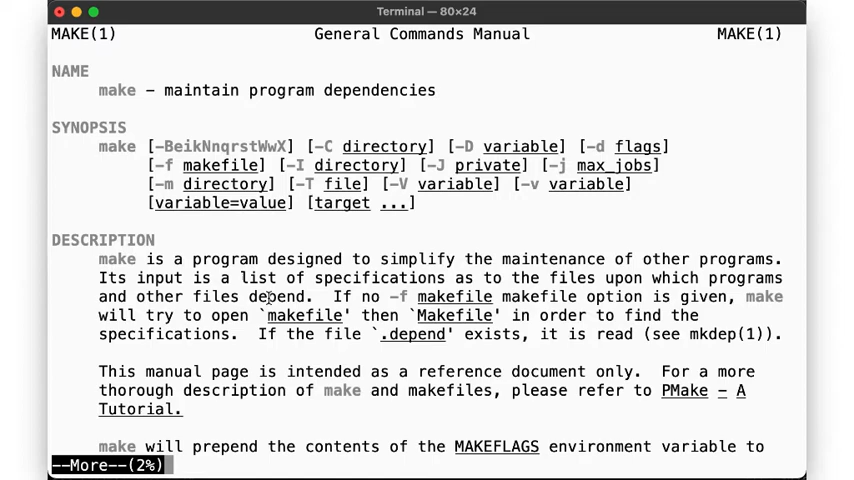 Terminal — 80×24
MAKE(1) General Commands Manual MAKE(1)
NAME
make – maintain program dependencies
SYNOPSIS
make [-BeikNnqrstWwX] [-C directory] [-D variable] [-d flags]
[-f makefile] [-I directory] [-J private] [-j max_jobs]
[-m directory] [-T file] [-V variable] [-v variable]
[variable=value] [target ...]
DESCRIPTION
make is a program designed to simplify the maintenance of other programs.
Its input is a list of specifications as to the files upon which programs
and other files depend. If no -f makefile makefile option is given, make
will try to open `makefile' then `Makefile' in order to find the
specifications. If the file `.depend' exists, it is read (see mkdep(1)).
This manual page is intended as a reference document only. For a more
thorough description of make and makefiles, please refer to PMake – A
Tutorial.
make will prepend the contents of the MAKEFLAGS environment variable to
--More--(2%)